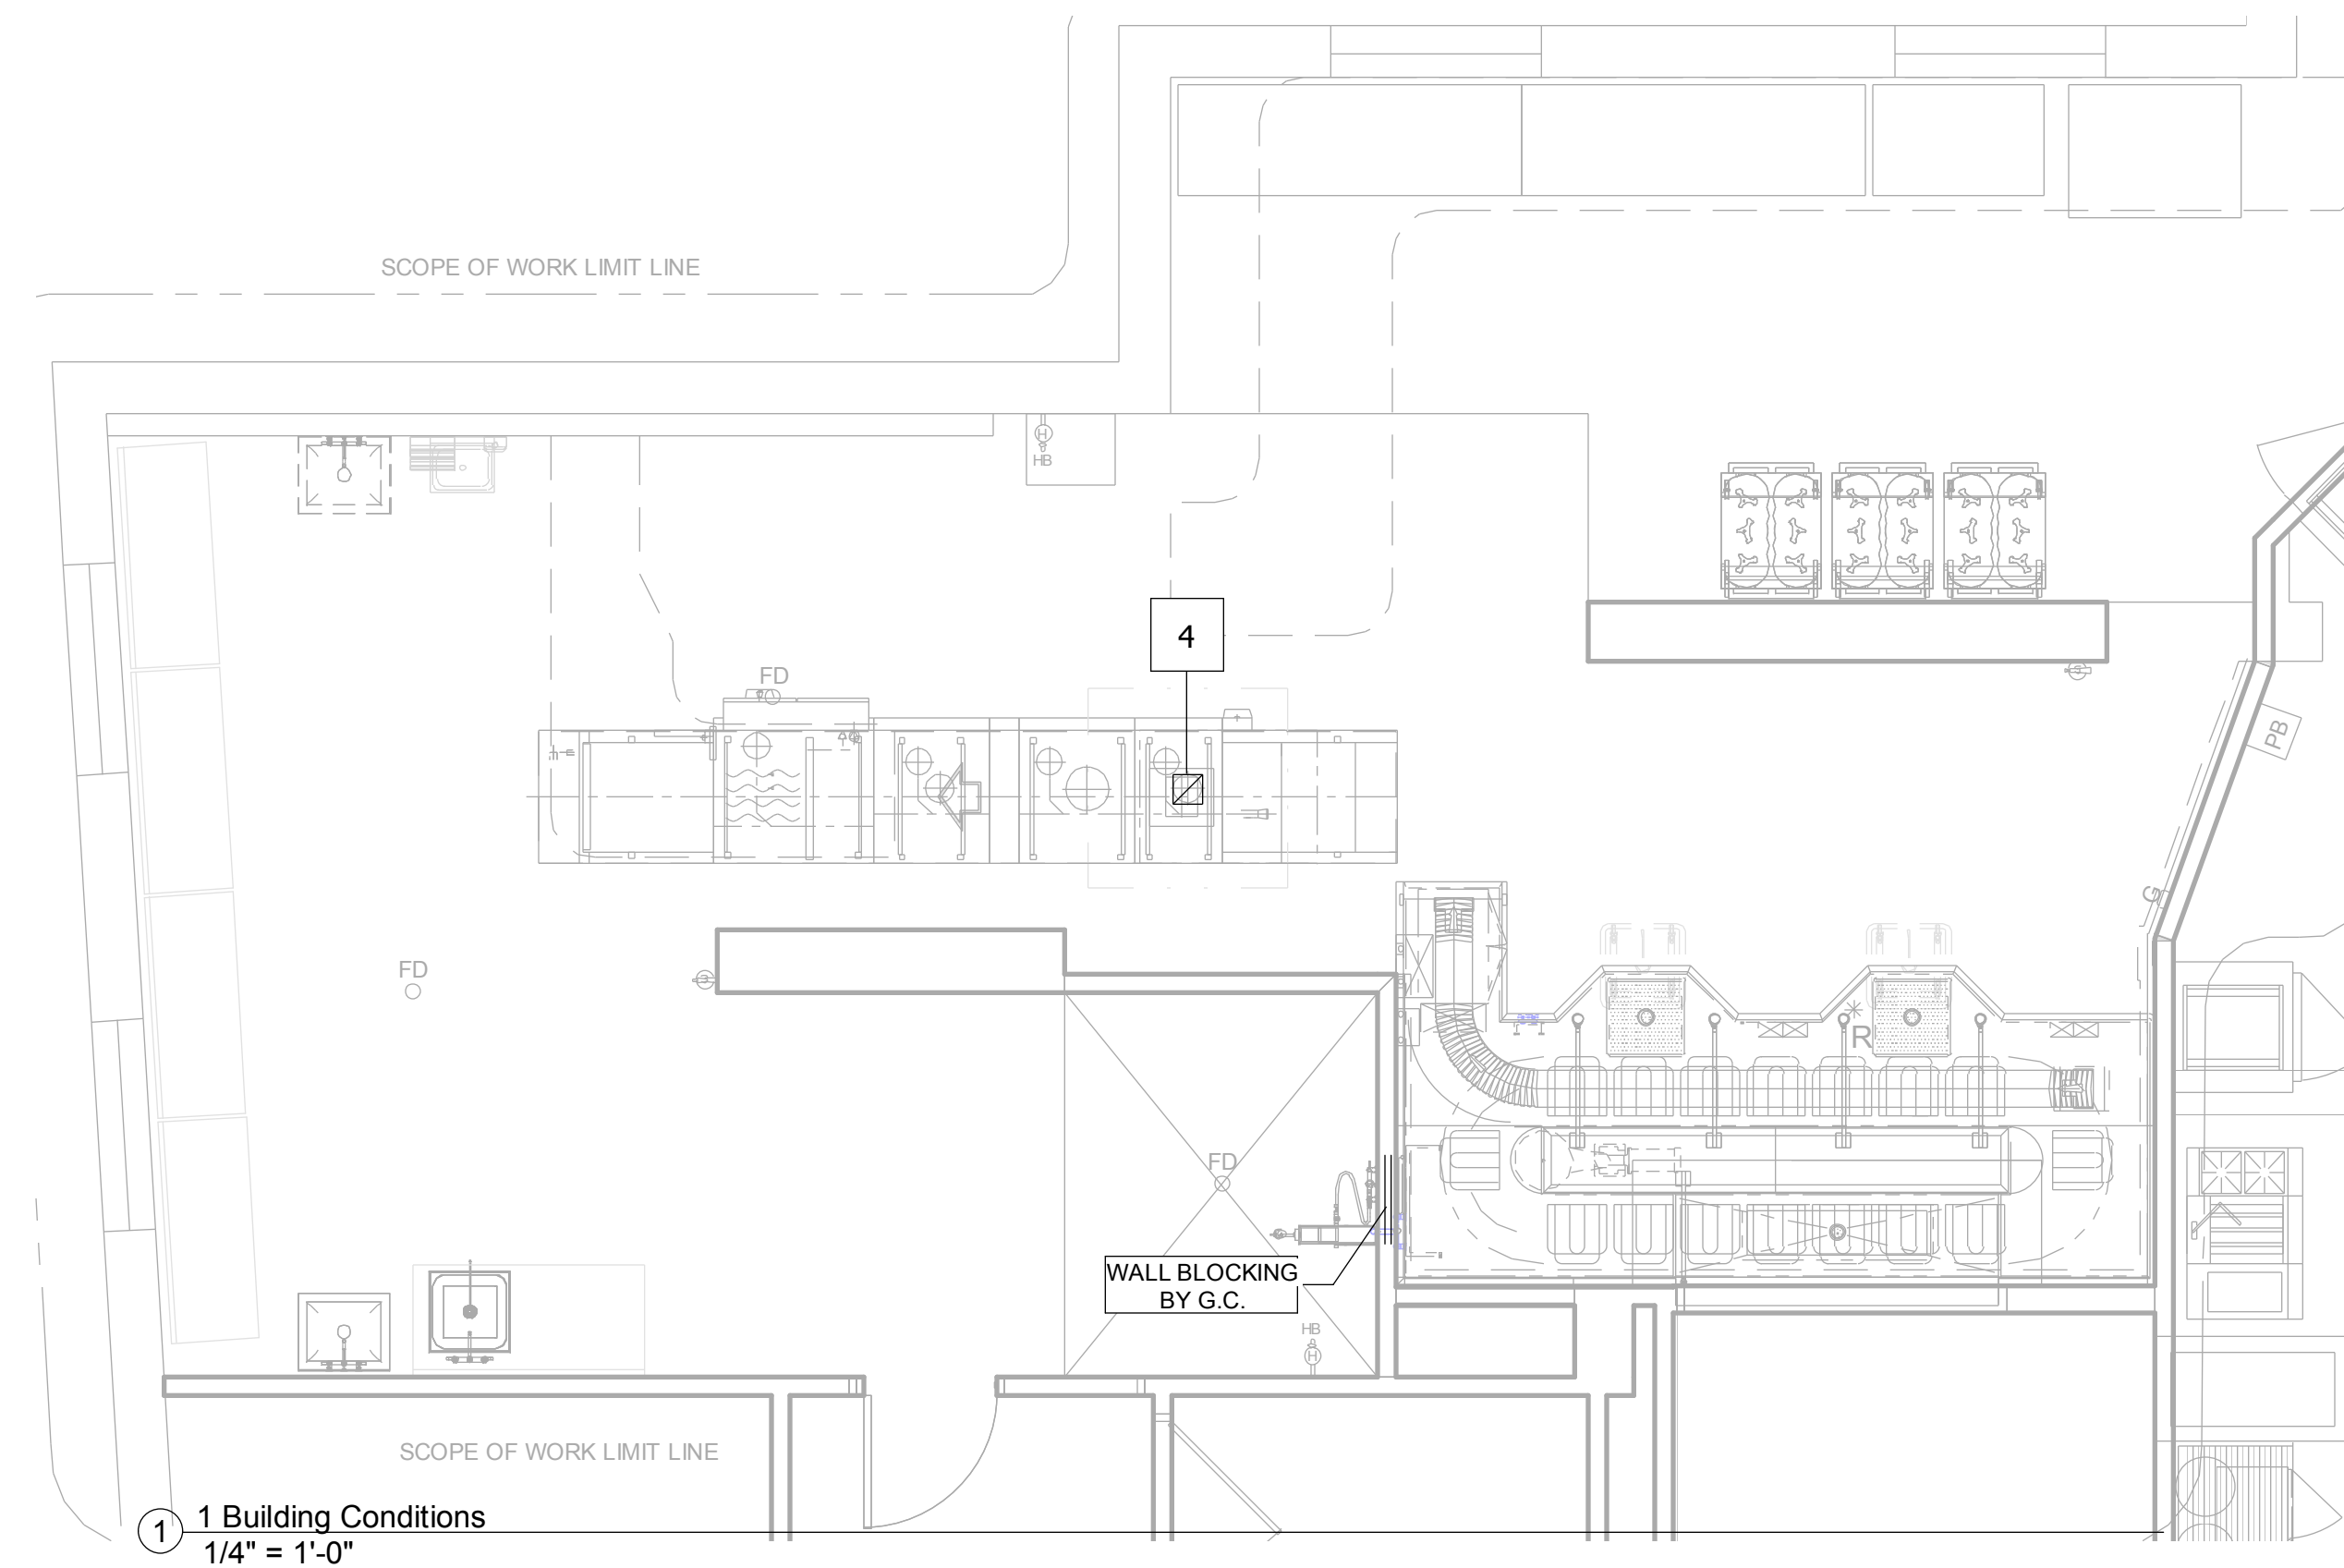 SCOPE OF WORK LIMIT LINE
H
HB
4
FD
PB
G
FD
3
R
FD
WALL BLOCKING
BY G.C.
HB
H
SCOPE OF WORK LIMIT LINE
1
1 Building Conditions
1/4" = 1'-0"